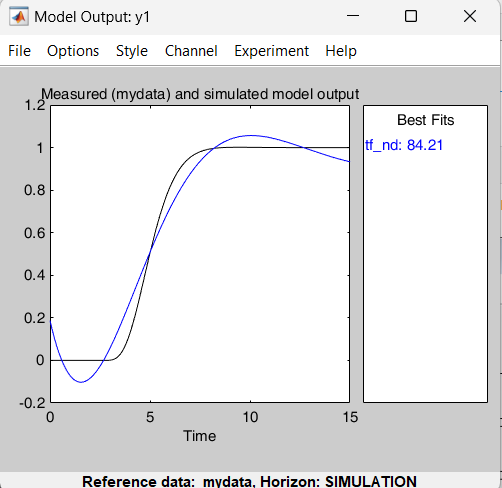 Model Output: y1
File Options Style Channel Experiment Help
Measured (mydata) and simulated model output
Best Fits
tf_nd: 84.21
1.2
1
0.8
0.6
0.4
0.2
0
-0.2
0 5 10 15
Time
Reference data: mydata, Horizon: SIMULATION